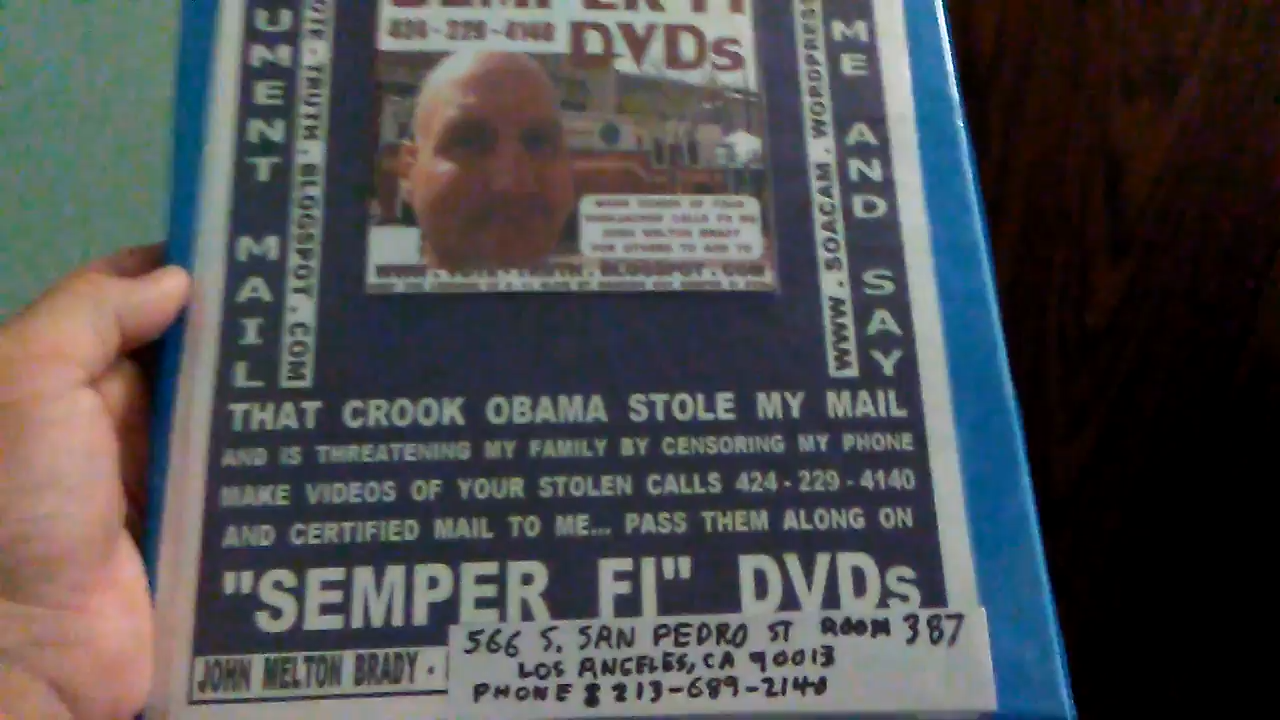 UMENT MAIL
TRUTH.BLOGSPOT.COM
SEMPER FI
424-229-4140
DVDs
WWW.SOACAM.WORDPRESS
ME AND SAY
THAT CROOK OBAMA STOLE MY MAIL
AND IS THREATENING MY FAMILY BY CENSORING MY PHONE
MAKE VIDEOS OF YOUR STOLEN CALLS 424-229-4140
AND CERTIFIED MAIL TO ME... PASS THEM ALONG ON
"SEMPER FI" DVDs
JOHN MELTON BRADY -
566 S. SAN PEDRO ST ROOM 387
LOS ANGELES, CA 90013
PHONE 213-689-2140